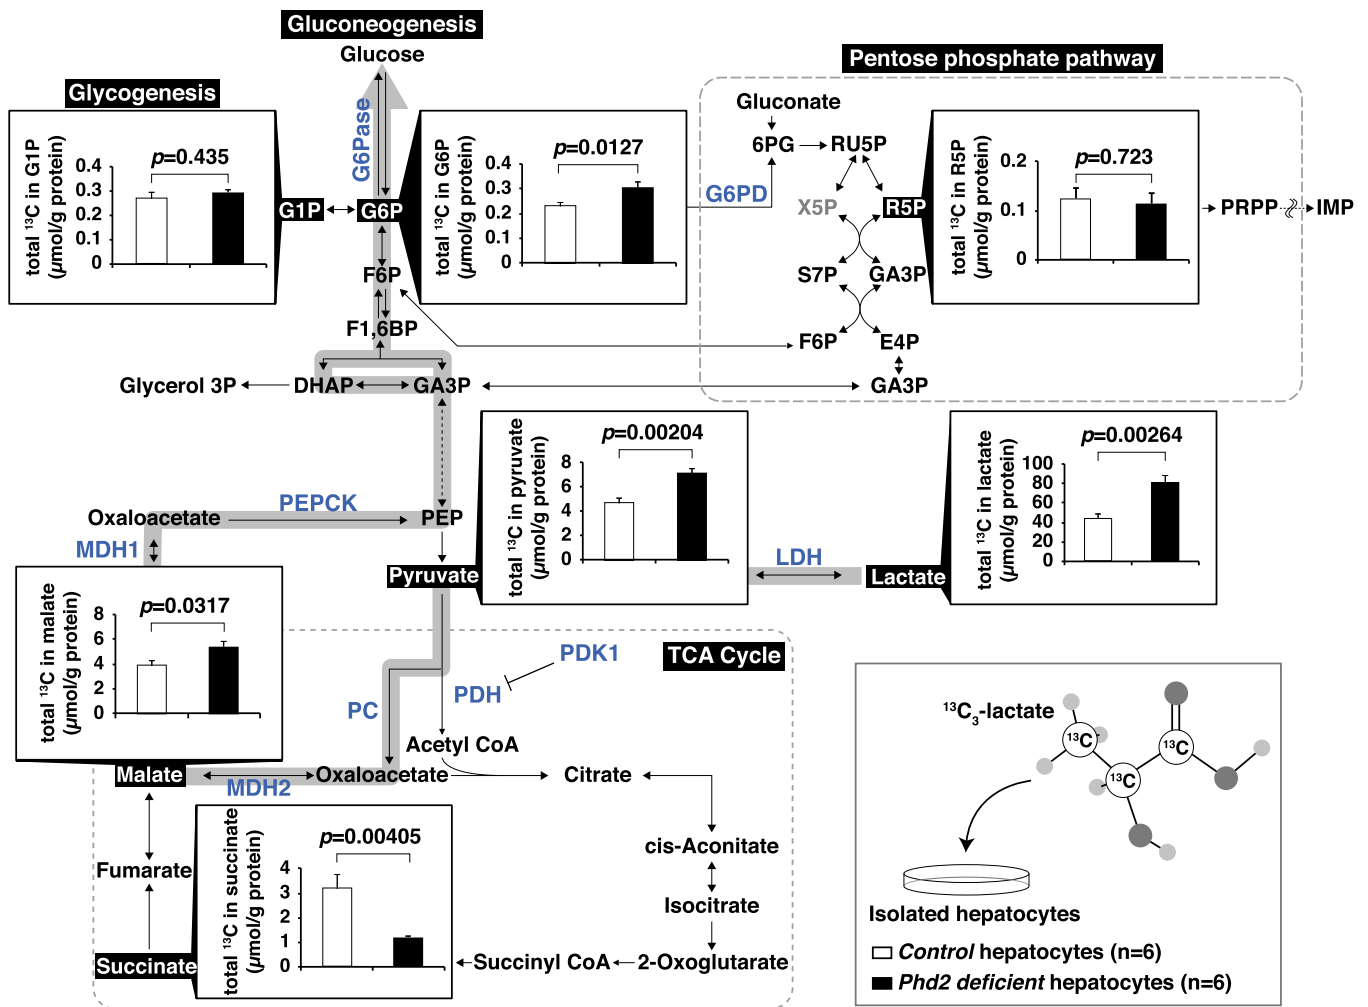 Gluconeogenesis
Glucose
Glycogenesis
G6Pase
total ¹³C in G1P
(µmol/g protein)
p=0.435
0.4
0.3
0.2
0.1
0
G1P
G6P
total ¹³C in G6P
(µmol/g protein)
p=0.0127
0.4
0.3
0.2
0.1
0
Pentose phosphate pathway
Gluconate
6PG
RU5P
G6PD
X5P
R5P
total ¹³C in R5P
(µmol/g protein)
p=0.723
0.2
0.1
0
PRPP
IMP
S7P
GA3P
F6P
E4P
GA3P
F6P
F1,6BP
Glycerol 3P
DHAP
GA3P
PEPCK
Oxaloacetate
PEP
MDH1
Pyruvate
total ¹³C in pyruvate
(µmol/g protein)
p=0.00204
8
6
4
2
0
LDH
Lactate
total ¹³C in lactate
(µmol/g protein)
p=0.00264
100
80
60
40
20
0
total ¹³C in malate
(µmol/g protein)
p=0.0317
8
6
4
2
0
TCA Cycle
PDK1
PDH
PC
Acetyl CoA
Malate
MDH2
Oxaloacetate
Citrate
cis-Aconitate
Isocitrate
2-Oxoglutarate
Succinyl CoA
Fumarate
Succinate
total ¹³C in succinate
(µmol/g protein)
p=0.00405
4
3
2
1
0
¹³C₃-lactate
¹³C
¹³C
¹³C
Isolated hepatocytes
Control hepatocytes (n=6)
Phd2 deficient hepatocytes (n=6)